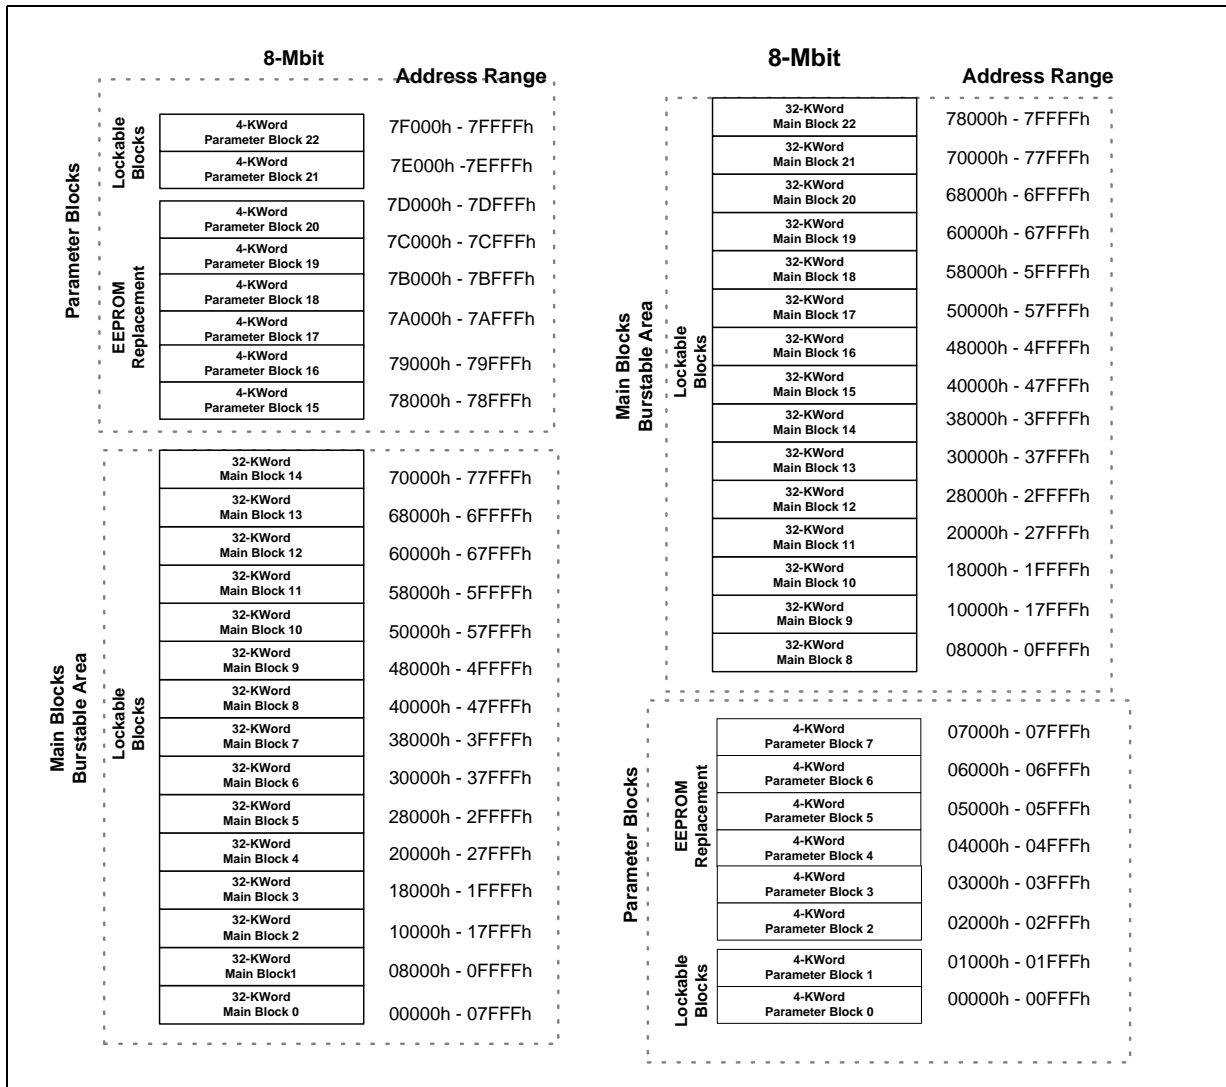 8-Mbit
Address Range
Parameter Blocks
Lockable
Blocks
4-KWord
Parameter Block 22
7F000h - 7FFFFh
4-KWord
Parameter Block 21
7E000h -7EFFFh
EEPROM
Replacement
4-KWord
Parameter Block 20
7D000h - 7DFFFh
4-KWord
Parameter Block 19
7C000h - 7CFFFh
4-KWord
Parameter Block 18
7B000h - 7BFFFh
4-KWord
Parameter Block 17
7A000h - 7AFFFh
4-KWord
Parameter Block 16
79000h - 79FFFh
4-KWord
Parameter Block 15
78000h - 78FFFh
Main Blocks
Burstable Area
Lockable
Blocks
32-KWord
Main Block 14
70000h - 77FFFh
32-KWord
Main Block 13
68000h - 6FFFFh
32-KWord
Main Block 12
60000h - 67FFFh
32-KWord
Main Block 11
58000h - 5FFFFh
32-KWord
Main Block 10
50000h - 57FFFh
32-KWord
Main Block 9
48000h - 4FFFFh
32-KWord
Main Block 8
40000h - 47FFFh
32-KWord
Main Block 7
38000h - 3FFFFh
32-KWord
Main Block 6
30000h - 37FFFh
32-KWord
Main Block 5
28000h - 2FFFFh
32-KWord
Main Block 4
20000h - 27FFFh
32-KWord
Main Block 3
18000h - 1FFFFh
32-KWord
Main Block 2
10000h - 17FFFh
32-KWord
Main Block1
08000h - 0FFFFh
32-KWord
Main Block 0
00000h - 07FFFh
8-Mbit
Address Range
Main Blocks
Burstable Area
Lockable
Blocks
32-KWord
Main Block 22
78000h - 7FFFFh
32-KWord
Main Block 21
70000h - 77FFFh
32-KWord
Main Block 20
68000h - 6FFFFh
32-KWord
Main Block 19
60000h - 67FFFh
32-KWord
Main Block 18
58000h - 5FFFFh
32-KWord
Main Block 17
50000h - 57FFFh
32-KWord
Main Block 16
48000h - 4FFFFh
32-KWord
Main Block 15
40000h - 47FFFh
32-KWord
Main Block 14
38000h - 3FFFFh
32-KWord
Main Block 13
30000h - 37FFFh
32-KWord
Main Block 12
28000h - 2FFFFh
32-KWord
Main Block 11
20000h - 27FFFh
32-KWord
Main Block 10
18000h - 1FFFFh
32-KWord
Main Block 9
10000h - 17FFFh
32-KWord
Main Block 8
08000h - 0FFFFh
Parameter Blocks
EEPROM
Replacement
4-KWord
Parameter Block 7
07000h - 07FFFh
4-KWord
Parameter Block 6
06000h - 06FFFh
4-KWord
Parameter Block 5
05000h - 05FFFh
4-KWord
Parameter Block 4
04000h - 04FFFh
4-KWord
Parameter Block 3
03000h - 03FFFh
4-KWord
Parameter Block 2
02000h - 02FFFh
Lockable
Blocks
4-KWord
Parameter Block 1
01000h - 01FFFh
4-KWord
Parameter Block 0
00000h - 00FFFh